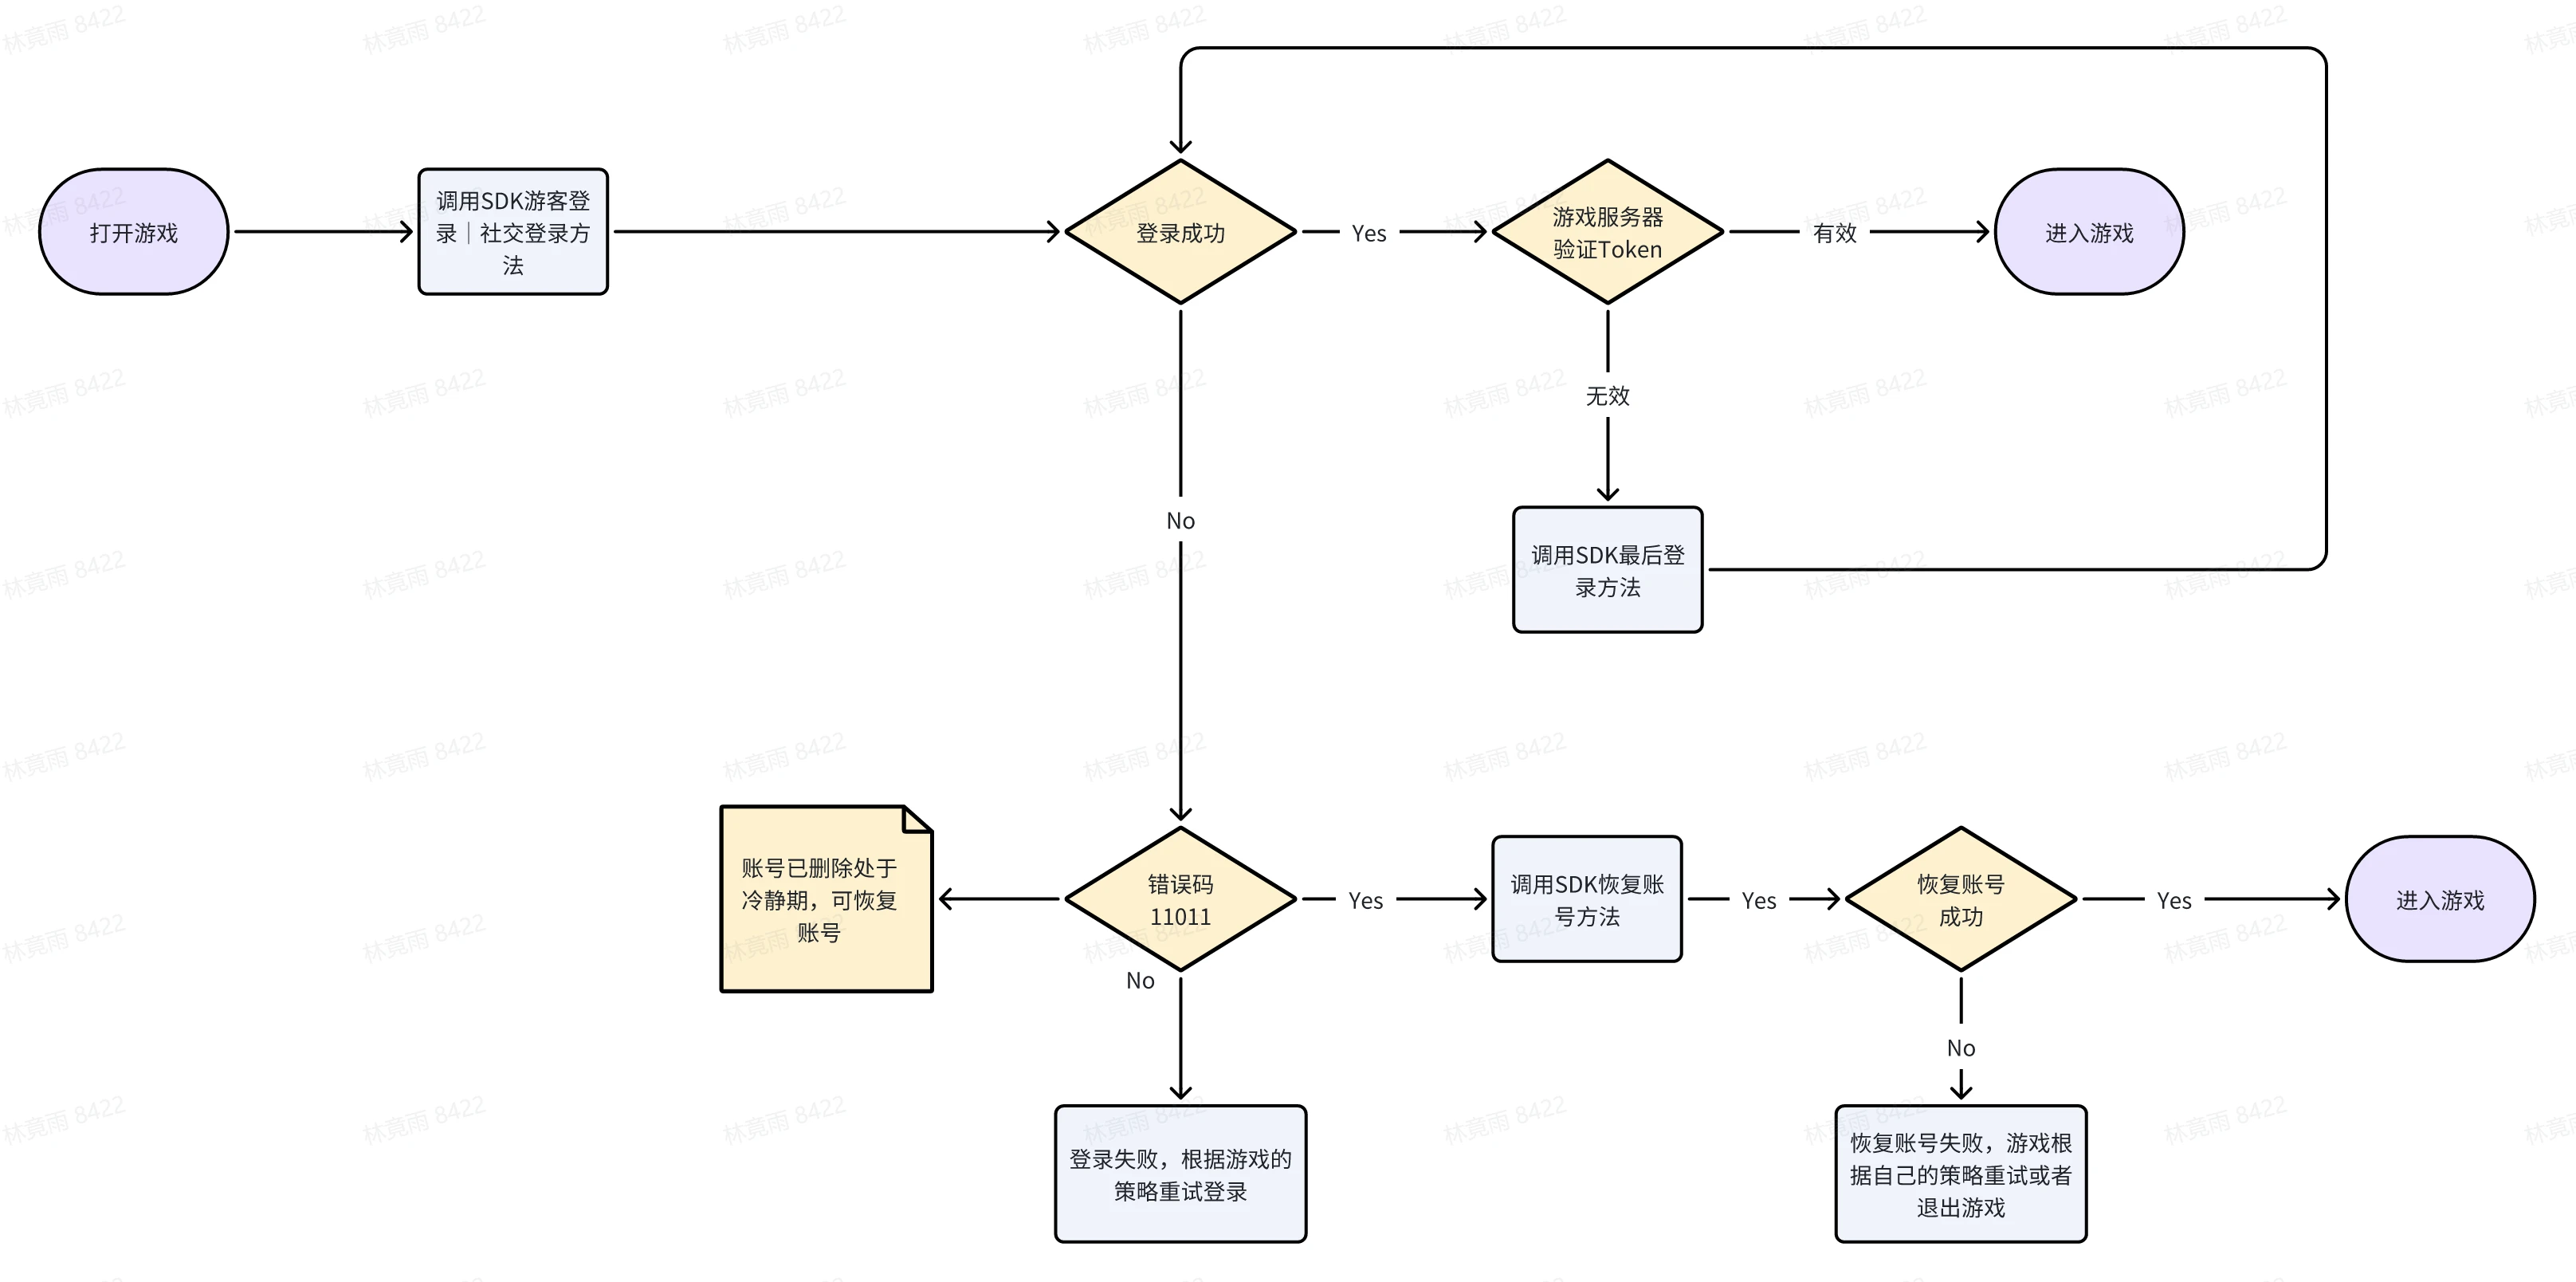 打开游戏
调用SDK游客登
录｜社交登录方
法
登录成功
Yes
游戏服务器
验证Token
有效
进入游戏
无效
调用SDK最后登
录方法
No
账号已删除处于
冷静期，可恢复
账号
错误码
11011
Yes
调用SDK恢复账
号方法
Yes
恢复账号
成功
Yes
进入游戏
No
No
登录失败，根据游戏的
策略重试登录
恢复账号失败，游戏根
据自己的策略重试或者
退出游戏
林竟雨 8422